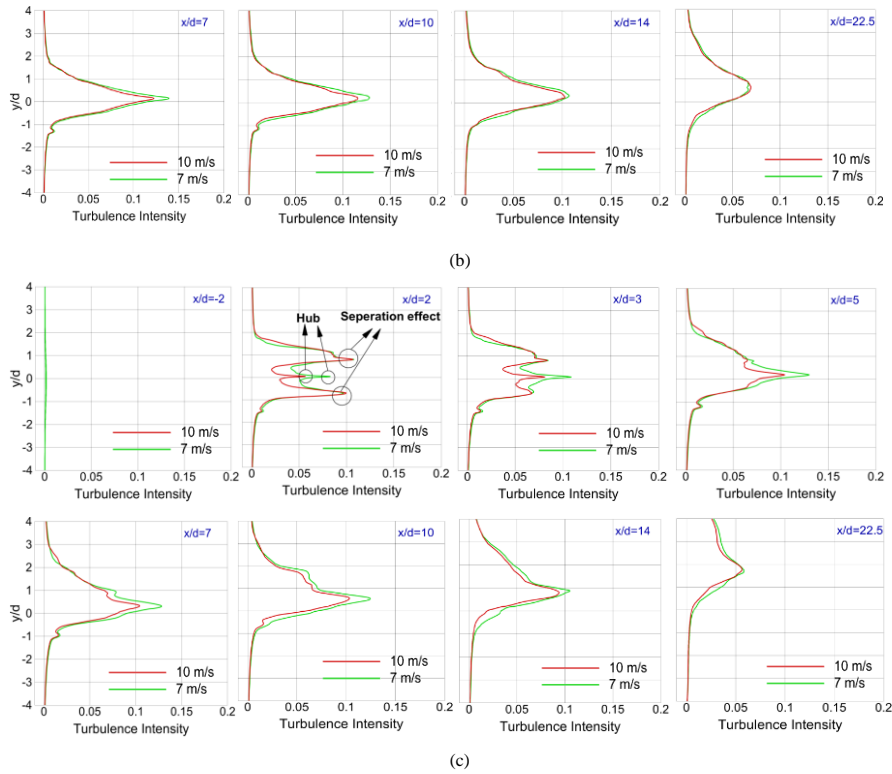 4
3
2
1
0
-1
-2
-3
-4
y/d
x/d=7
10 m/s
7 m/s
0 0.05 0.1 0.15 0.2
Turbulence Intensity
x/d=10
10 m/s
7 m/s
0 0.05 0.1 0.15 0.2
Turbulence Intensity
x/d=14
10 m/s
7 m/s
0 0.05 0.1 0.15 0.2
Turbulence Intensity
x/d=22.5
10 m/s
7 m/s
0 0.05 0.1 0.15 0.2
Turbulence Intensity
(b)
4
3
2
1
0
-1
-2
-3
-4
y/d
x/d=-2
10 m/s
7 m/s
0 0.05 0.1 0.15 0.2
Turbulence Intensity
x/d=2
Hub
Seperation effect
10 m/s
7 m/s
0 0.05 0.1 0.15 0.2
Turbulence Intensity
x/d=3
10 m/s
7 m/s
0 0.05 0.1 0.15 0.2
Turbulence Intensity
x/d=5
10 m/s
7 m/s
0 0.05 0.1 0.15 0.2
Turbulence Intensity
4
3
2
1
0
-1
-2
-3
-4
y/d
x/d=7
10 m/s
7 m/s
0 0.05 0.1 0.15 0.2
Turbulence Intensity
x/d=10
10 m/s
7 m/s
0 0.05 0.1 0.15 0.2
Turbulence Intensity
x/d=14
10 m/s
7 m/s
0 0.05 0.1 0.15 0.2
Turbulence Intensity
x/d=22.5
10 m/s
7 m/s
0 0.05 0.1 0.15 0.2
Turbulence Intensity
(c)